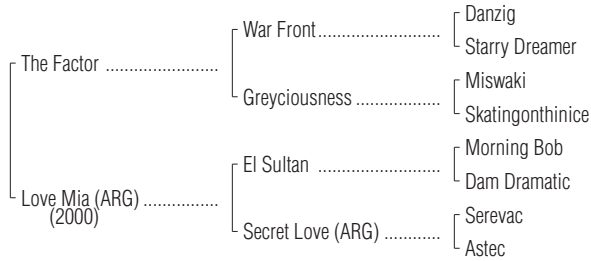 Danzig
War Front............................
Starry Dreamer
The Factor ..........................
Miswaki
Greyciousness ...................
Skatingonthinice
Morning Bob
El Sultan ............................
Dam Dramatic
Love Mia (ARG) .................
(2000)
Serevac
Secret Love (ARG) ............
Astec